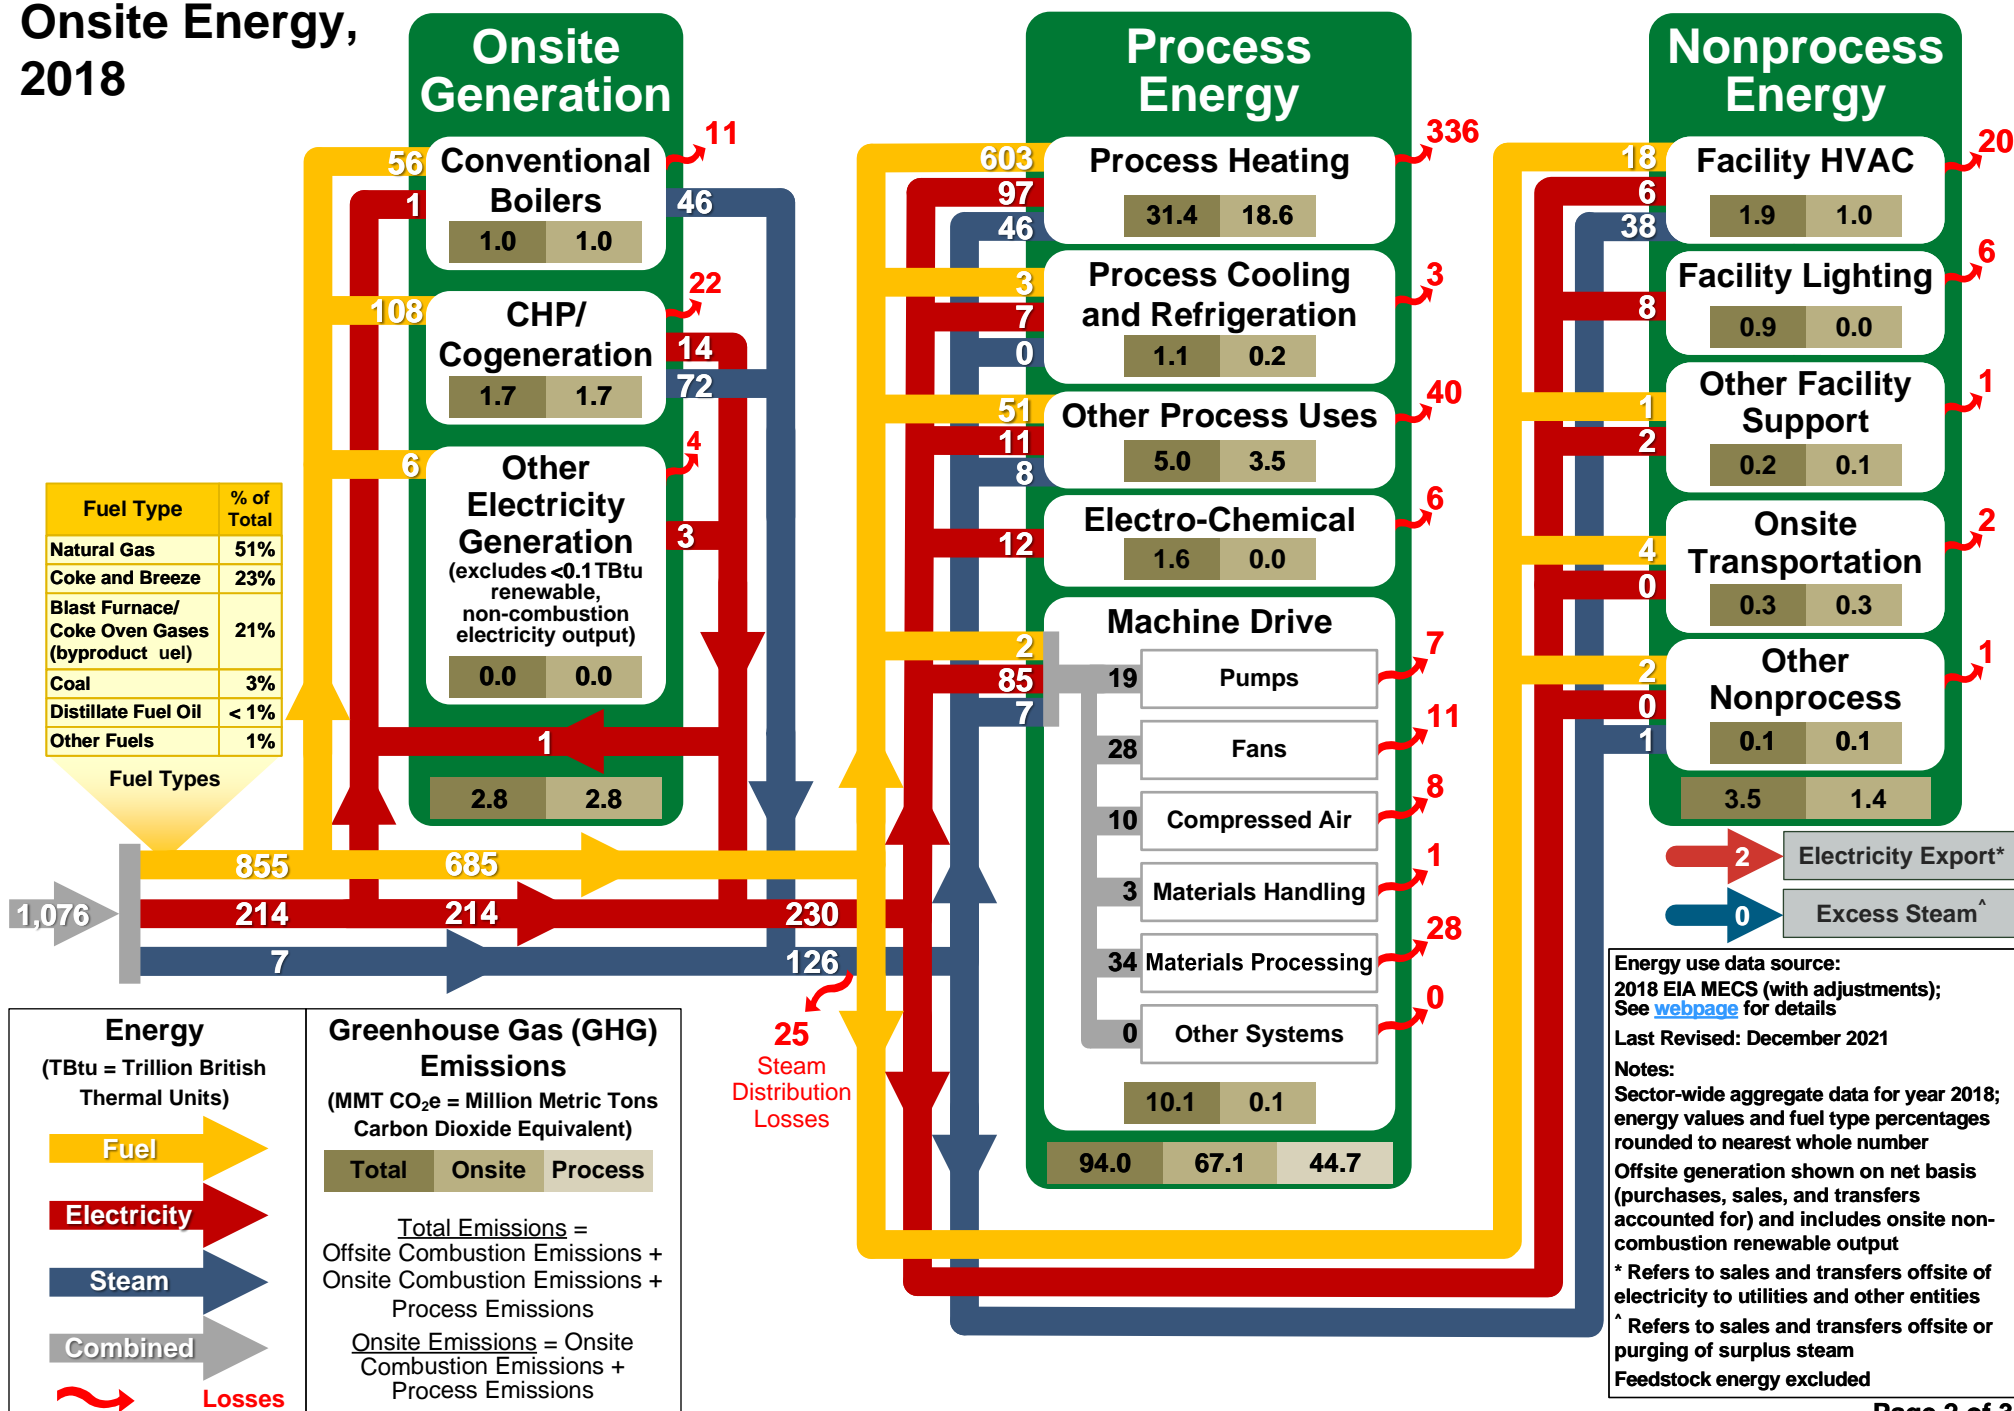 Onsite Energy,
2018
Onsite
Generation
56
1
Conventional
Boilers
1.0 1.0
11
46
108
CHP/
Cogeneration
1.7 1.7
22
14
72
6
Other
Electricity
Generation
(excludes <0.1 TBtu
renewable,
non-combustion
electricity output)
0.0 0.0
4
3
1
2.8 2.8
Fuel Type
% of
Total
Natural Gas 51%
Coke and Breeze 23%
Blast Furnace/
Coke Oven Gases 21%
(byproduct uel)
Coal 3%
Distillate Fuel Oil < 1%
Other Fuels 1%
Fuel Types
1,076
855 685
214 214 230
7 126
25
Steam
Distribution
Losses
Process
Energy
603
97
46
Process Heating
31.4 18.6
336
3
7
0
Process Cooling
and Refrigeration
1.1 0.2
3
51
11
8
Other Process Uses
5.0 3.5
40
12
Electro-Chemical
1.6 0.0
6
2
85
7
Machine Drive
19 Pumps 7
28 Fans 11
10 Compressed Air 8
3 Materials Handling 1
34 Materials Processing 28
0 Other Systems 0
10.1 0.1
94.0 67.1 44.7
Nonprocess
Energy
18
6
38
Facility HVAC
1.9 1.0
20
8
Facility Lighting
0.9 0.0
6
1
2
Other Facility
Support
0.2 0.1
1
4
0
Onsite
Transportation
0.3 0.3
2
2
0
1
Other
Nonprocess
0.1 0.1
1
3.5 1.4
2 Electricity Export*
0 Excess Steam^
Energy
(TBtu = Trillion British
Thermal Units)
Fuel
Electricity
Steam
Combined
Losses
Greenhouse Gas (GHG)
Emissions
(MMT CO₂e = Million Metric Tons
Carbon Dioxide Equivalent)
Total Onsite Process
Total Emissions =
Offsite Combustion Emissions +
Onsite Combustion Emissions +
Process Emissions
Onsite Emissions = Onsite
Combustion Emissions +
Process Emissions
Energy use data source:
2018 EIA MECS (with adjustments);
See webpage for details
Last Revised: December 2021
Notes:
Sector-wide aggregate data for year 2018;
energy values and fuel type percentages
rounded to nearest whole number
Offsite generation shown on net basis
(purchases, sales, and transfers
accounted for) and includes onsite non-
combustion renewable output
* Refers to sales and transfers offsite of
electricity to utilities and other entities
^ Refers to sales and transfers offsite or
purging of surplus steam
Feedstock energy excluded
Page 2 of 3